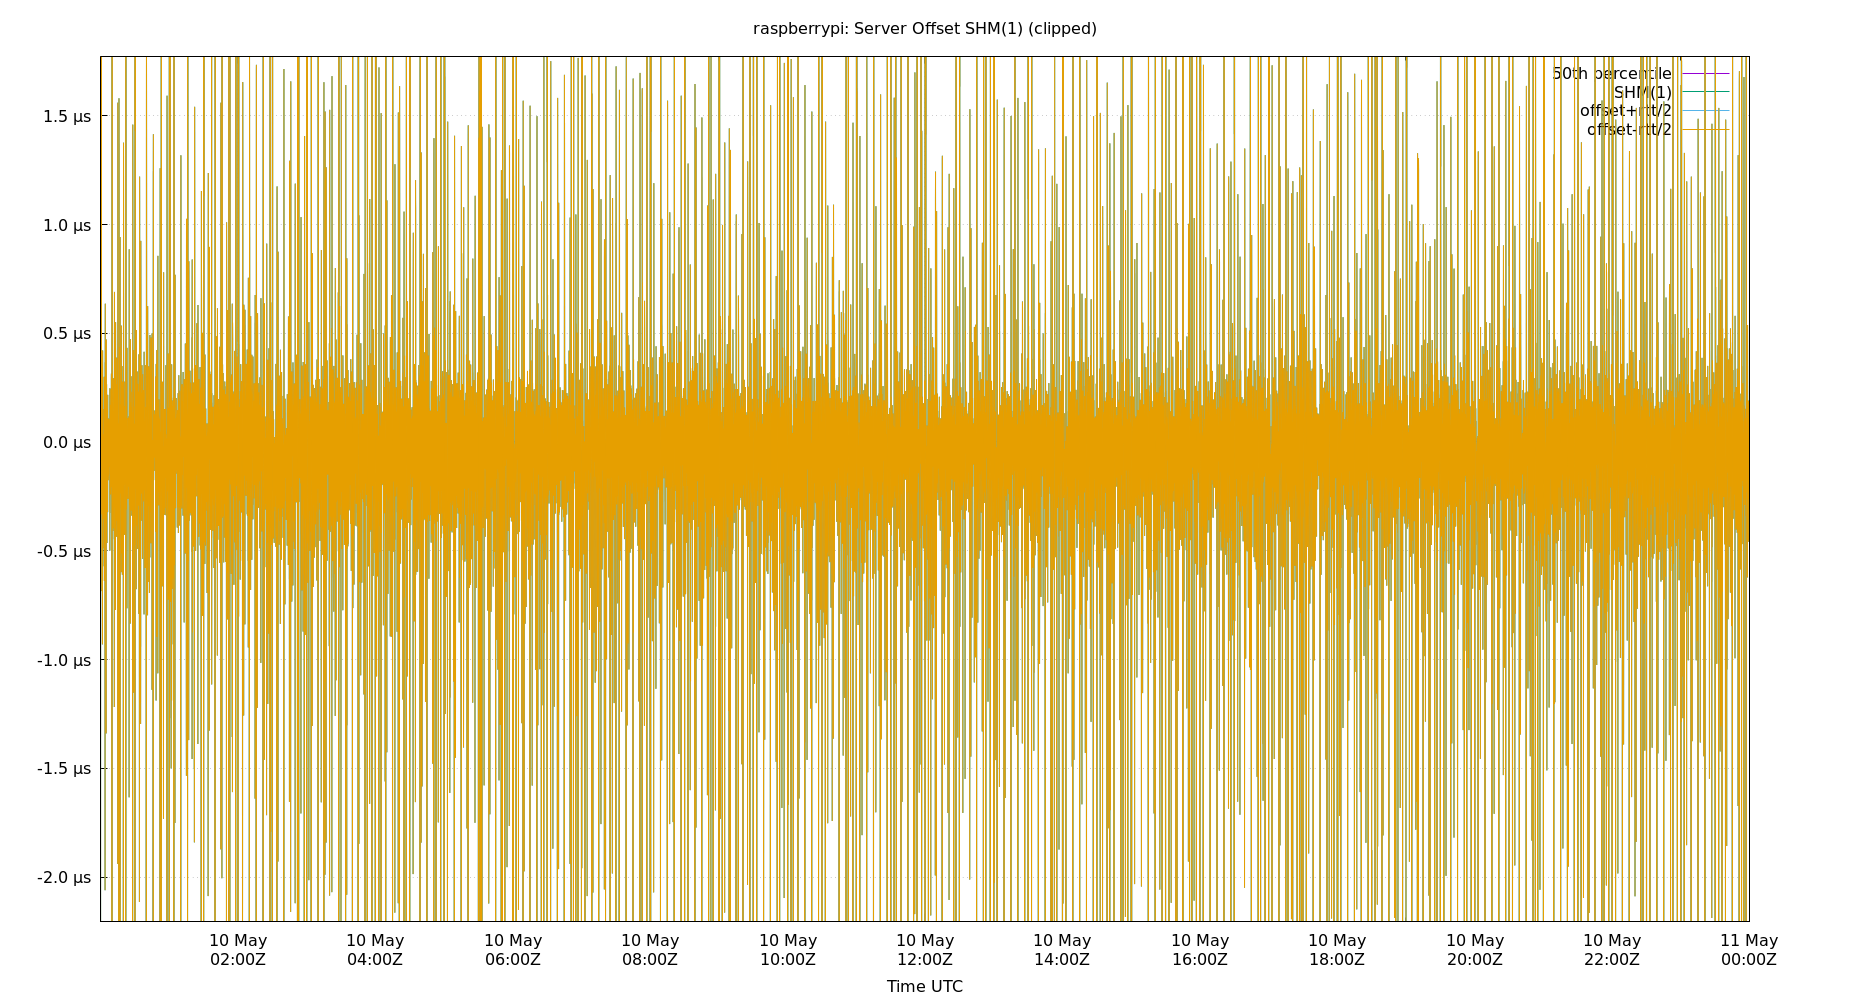 raspberrypi: Server Offset SHM(1) (clipped)
50th percentile
SHM(1)
offset+rtt/2
offset-rtt/2
1.5 µs
1.0 µs
0.5 µs
0.0 µs
-0.5 µs
-1.0 µs
-1.5 µs
-2.0 µs
10 May 10 May 10 May 10 May 10 May 10 May 10 May 10 May 10 May 10 May 10 May 11 May
02:00Z 04:00Z 06:00Z 08:00Z 10:00Z 12:00Z 14:00Z 16:00Z 18:00Z 20:00Z 22:00Z 00:00Z
Time UTC